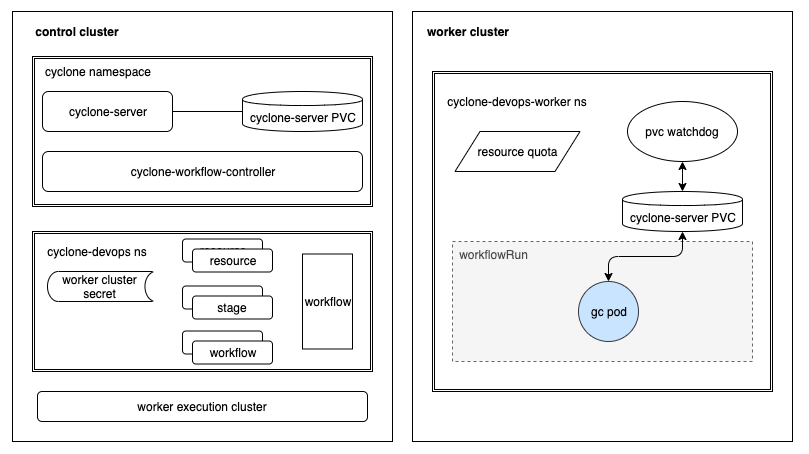 control cluster
cyclone namespace
cyclone-server
cyclone-server PVC
cyclone-workflow-controller
cyclone-devops ns
worker cluster
secret
resource
stage
workflow
workflow
worker execution cluster
worker cluster
cyclone-devops-worker ns
resource quota
pvc watchdog
cyclone-server PVC
workflowRun
gc pod